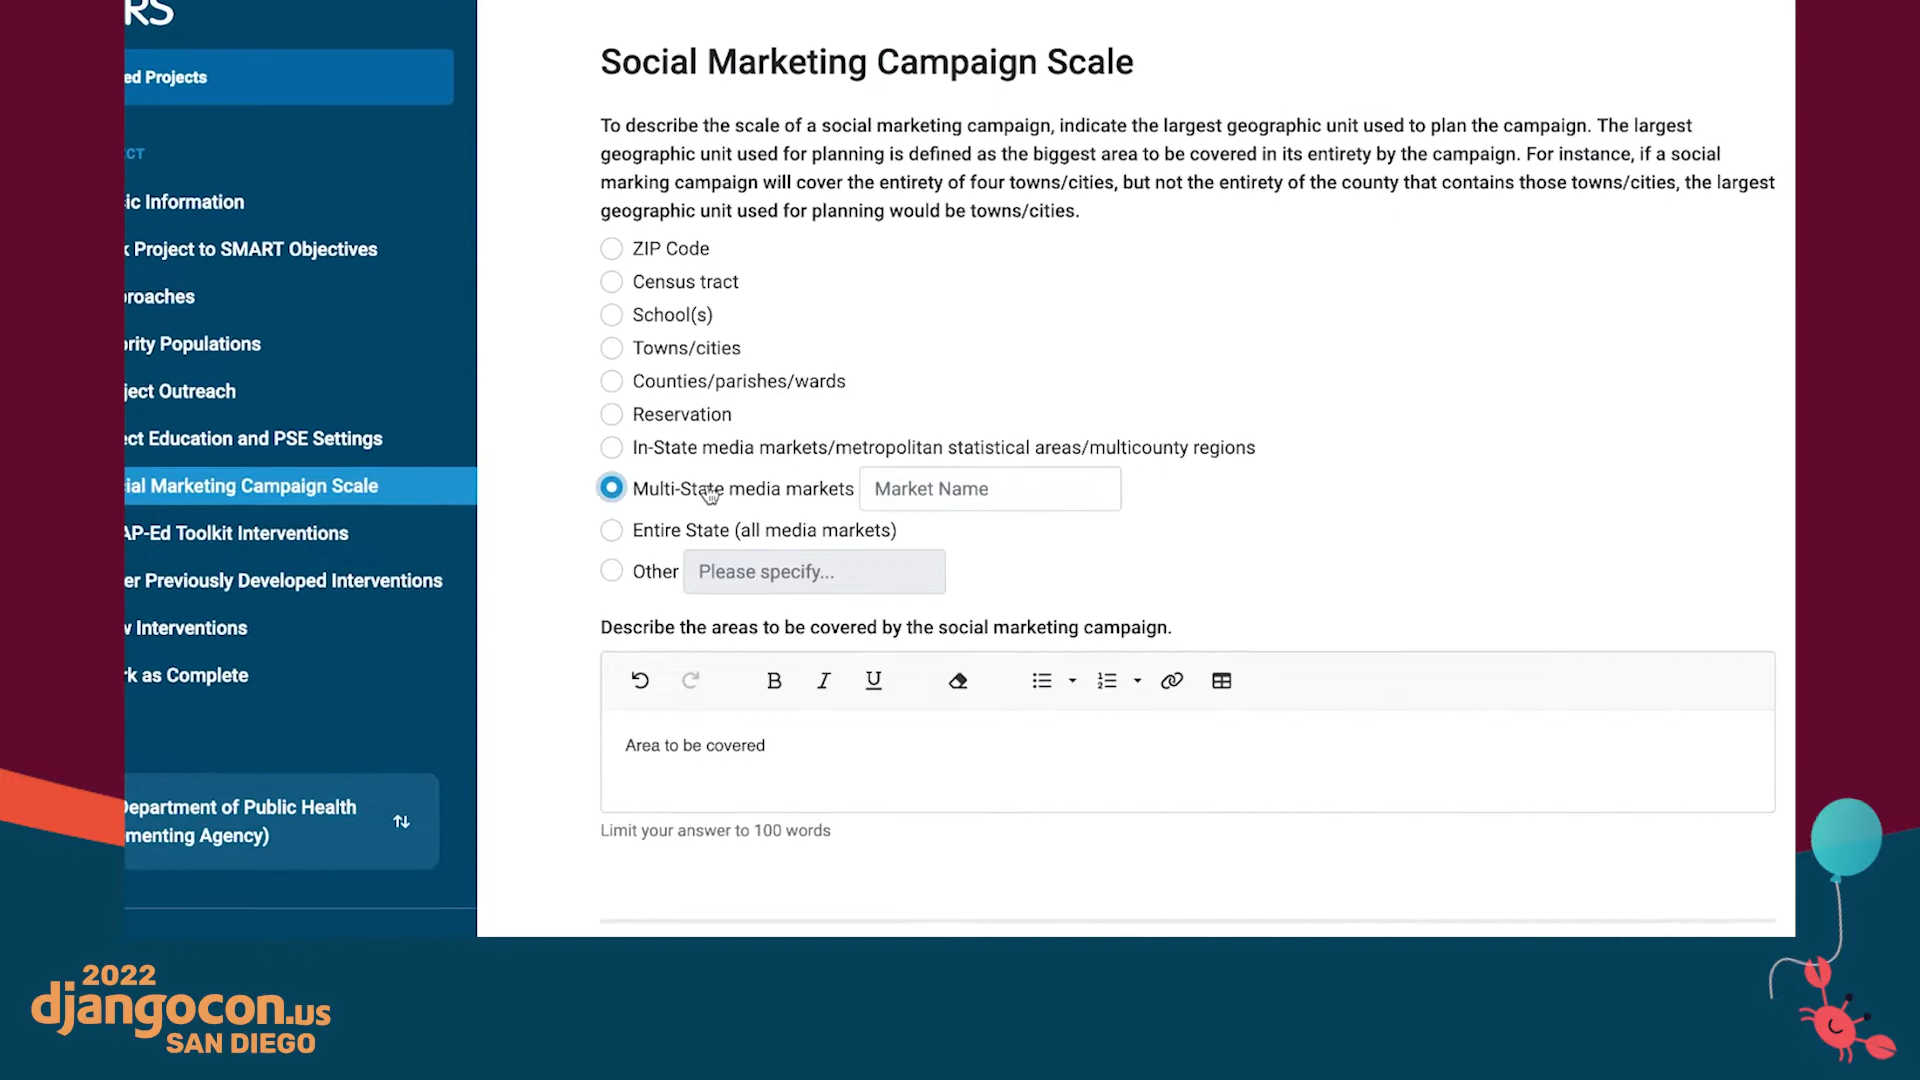 RS
ed Projects
CT
ic Information
k Project to SMART Objectives
roaches
ority Populations
ject Outreach
ect Education and PSE Settings
ial Marketing Campaign Scale
AP-Ed Toolkit Interventions
er Previously Developed Interventions
w Interventions
rk as Complete
Department of Public Health
menting Agency)
Social Marketing Campaign Scale
To describe the scale of a social marketing campaign, indicate the largest geographic unit used to plan the campaign. The largest
geographic unit used for planning is defined as the biggest area to be covered in its entirety by the campaign. For instance, if a social
marking campaign will cover the entirety of four towns/cities, but not the entirety of the county that contains those towns/cities, the largest
geographic unit used for planning would be towns/cities.
ZIP Code
Census tract
School(s)
Towns/cities
Counties/parishes/wards
Reservation
In-State media markets/metropolitan statistical areas/multicounty regions
Multi-State media markets Market Name
Entire State (all media markets)
Other Please specify...
Describe the areas to be covered by the social marketing campaign.
B I U
Area to be covered
Limit your answer to 100 words
2022
djangocon.us
SAN DIEGO